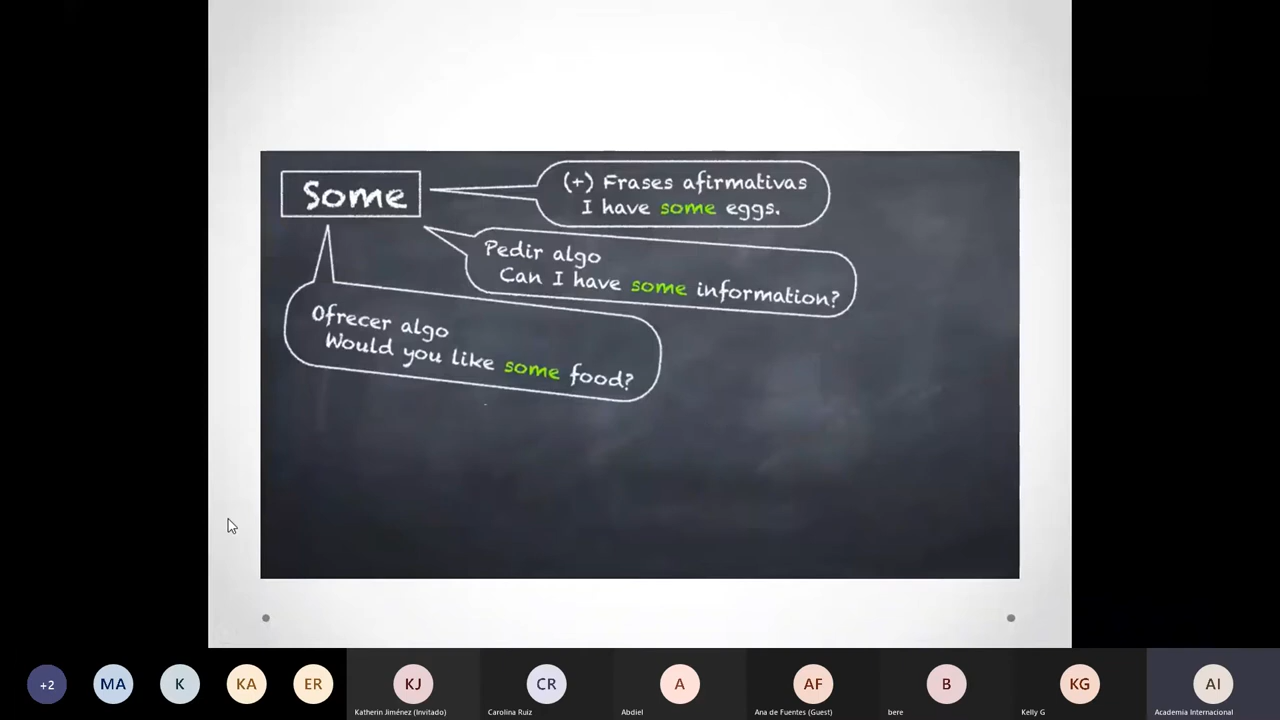 Some
(+) Frases afirmativas
I have some eggs.
Pedir algo
Can I have some information?
Ofrecer algo
Would you like some food?
+2
MA
K
KA
ER
KJ
Katherin Jiménez (Invitado)
CR
Carolina Ruiz
A
Abdiel
AF
Ana de Fuentes (Guest)
B
bere
KG
Kelly G
AI
Academia Internacional